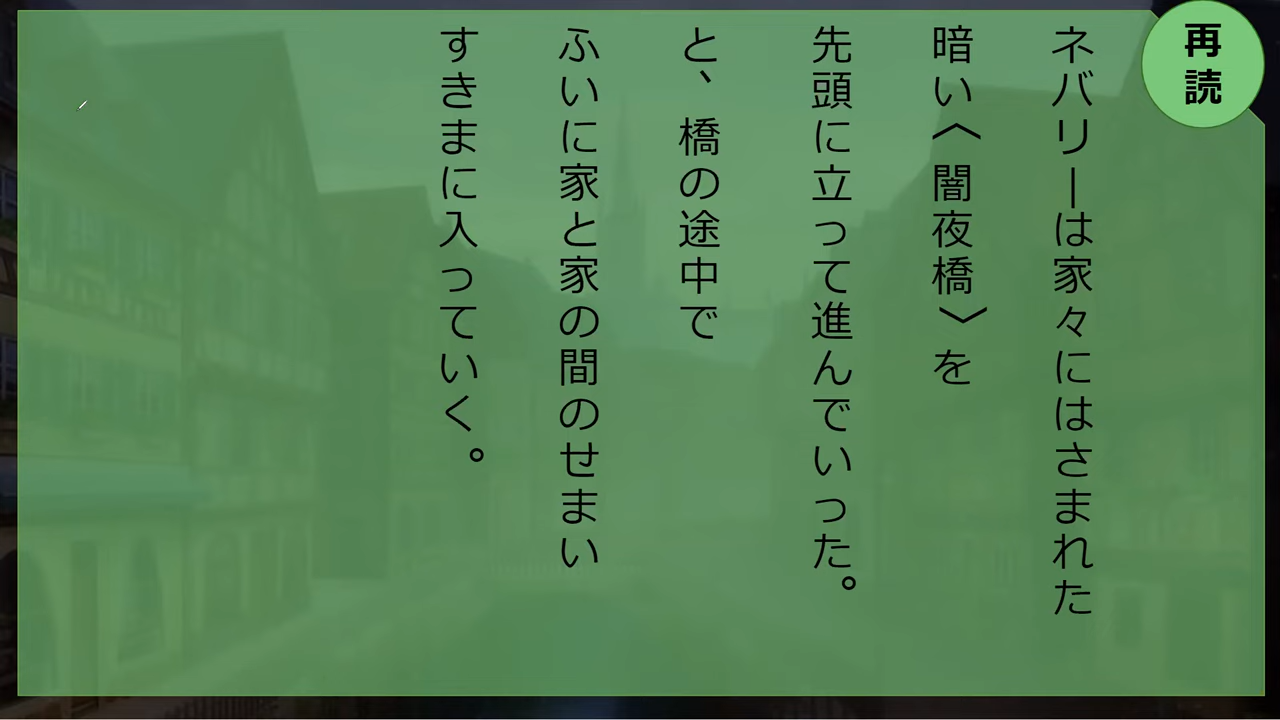 再読
ネバリーは家々にはさまれた
暗い〈闇夜橋〉を
先頭に立って進んでいった。
と、橋の途中で
ふいに家と家の間のせまい
すきまに入っていく。